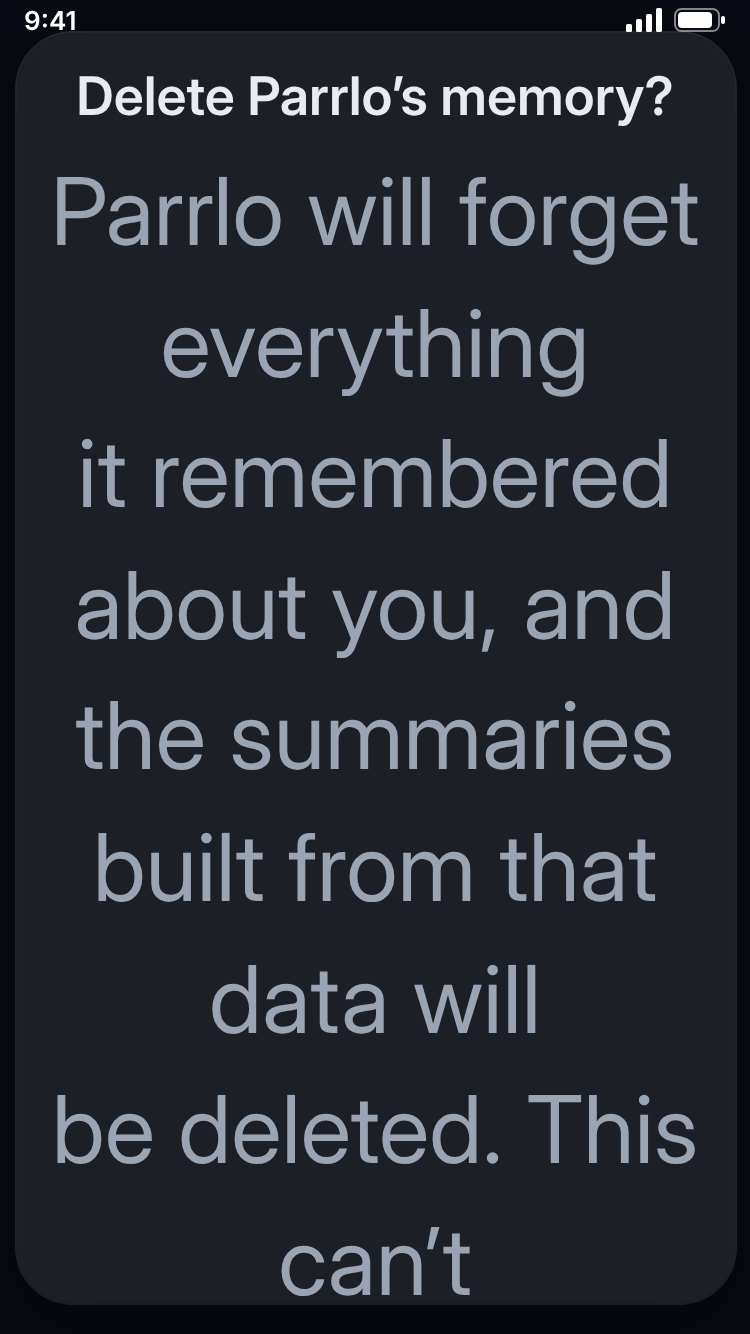 9:41
Delete Parrlo’s memory?
Parrlo will forget
everything
it remembered
about you, and
the summaries
built from that
data will
be deleted. This
can’t